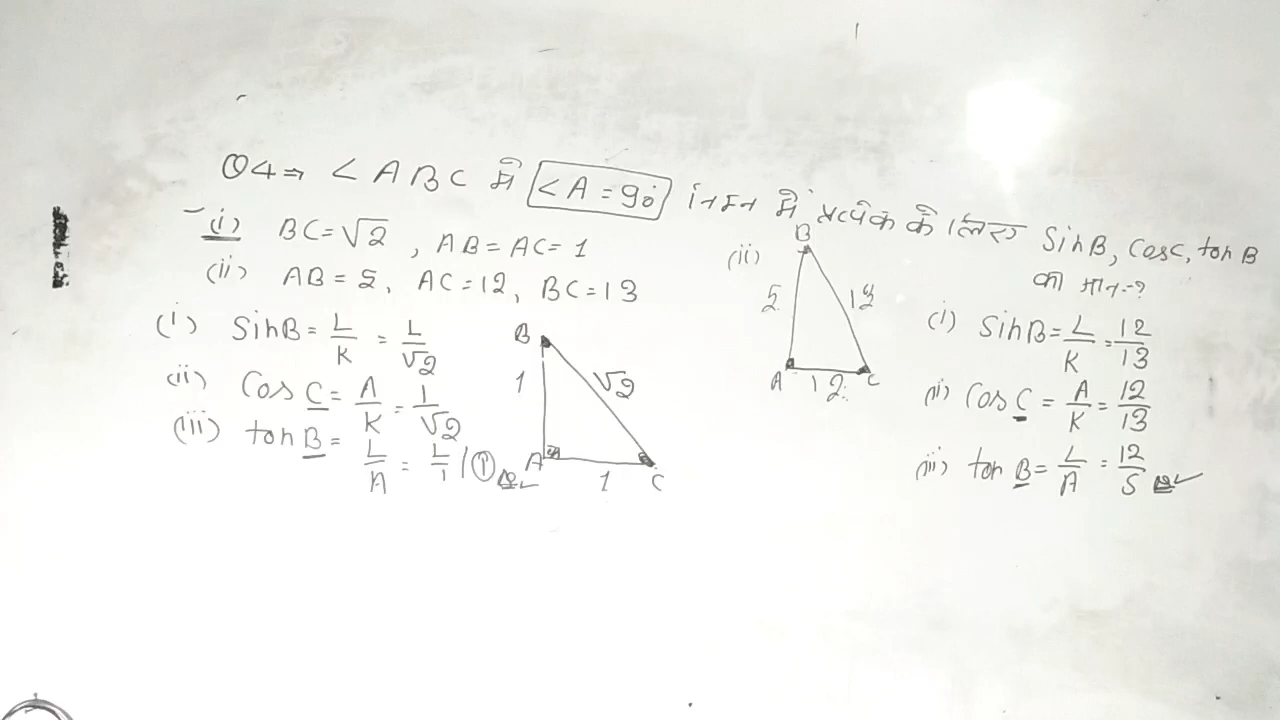 Q4⇒ ∠ABC में ∠A = 90° निम्न में प्रत्येक के लिए SinB, CosC, tanB
का मान-?
(i) BC = √2, AB = AC = 1
(ii) AB = 5, AC = 12, BC = 13
(i) SinB = L/K = 1/√2
(ii) Cos C = A/K = 1/√2
(iii) tan B = L/A = 1/1 / 1
B
1
√2
A
1
C
(ii)
B
5
13
A
12
C
(i) SinB = L/K = 12/13
(ii) Cos C = A/K = 12/13
(iii) tan B = L/A = 12/5